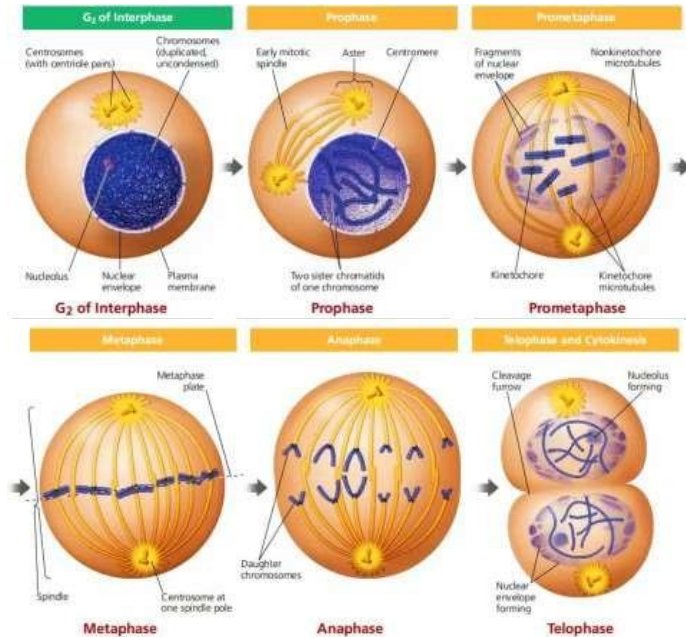 G2 of Interphase
Prophase
Prometaphase
Centrosomes
(with centriole pairs)
Chromosomes
(duplicated,
uncondensed)
Early mitotic
spindle
Aster
Centromere
Fragments
of nuclear
envelope
Nonkinetochore
microtubules
Nucleolus
Nuclear
envelope
Plasma
membrane
Two sister chromatids
of one chromosome
Kinetochore
Kinetochore
microtubules
G2 of Interphase
Prophase
Prometaphase
Metaphase
Anaphase
Telophase and Cytokinesis
Metaphase
plate
Cleavage
furrow
Nucleolus
forming
Spindle
Centrosome at
one spindle pole
Daughter
chromosomes
Nuclear
envelope
forming
Metaphase
Anaphase
Telophase